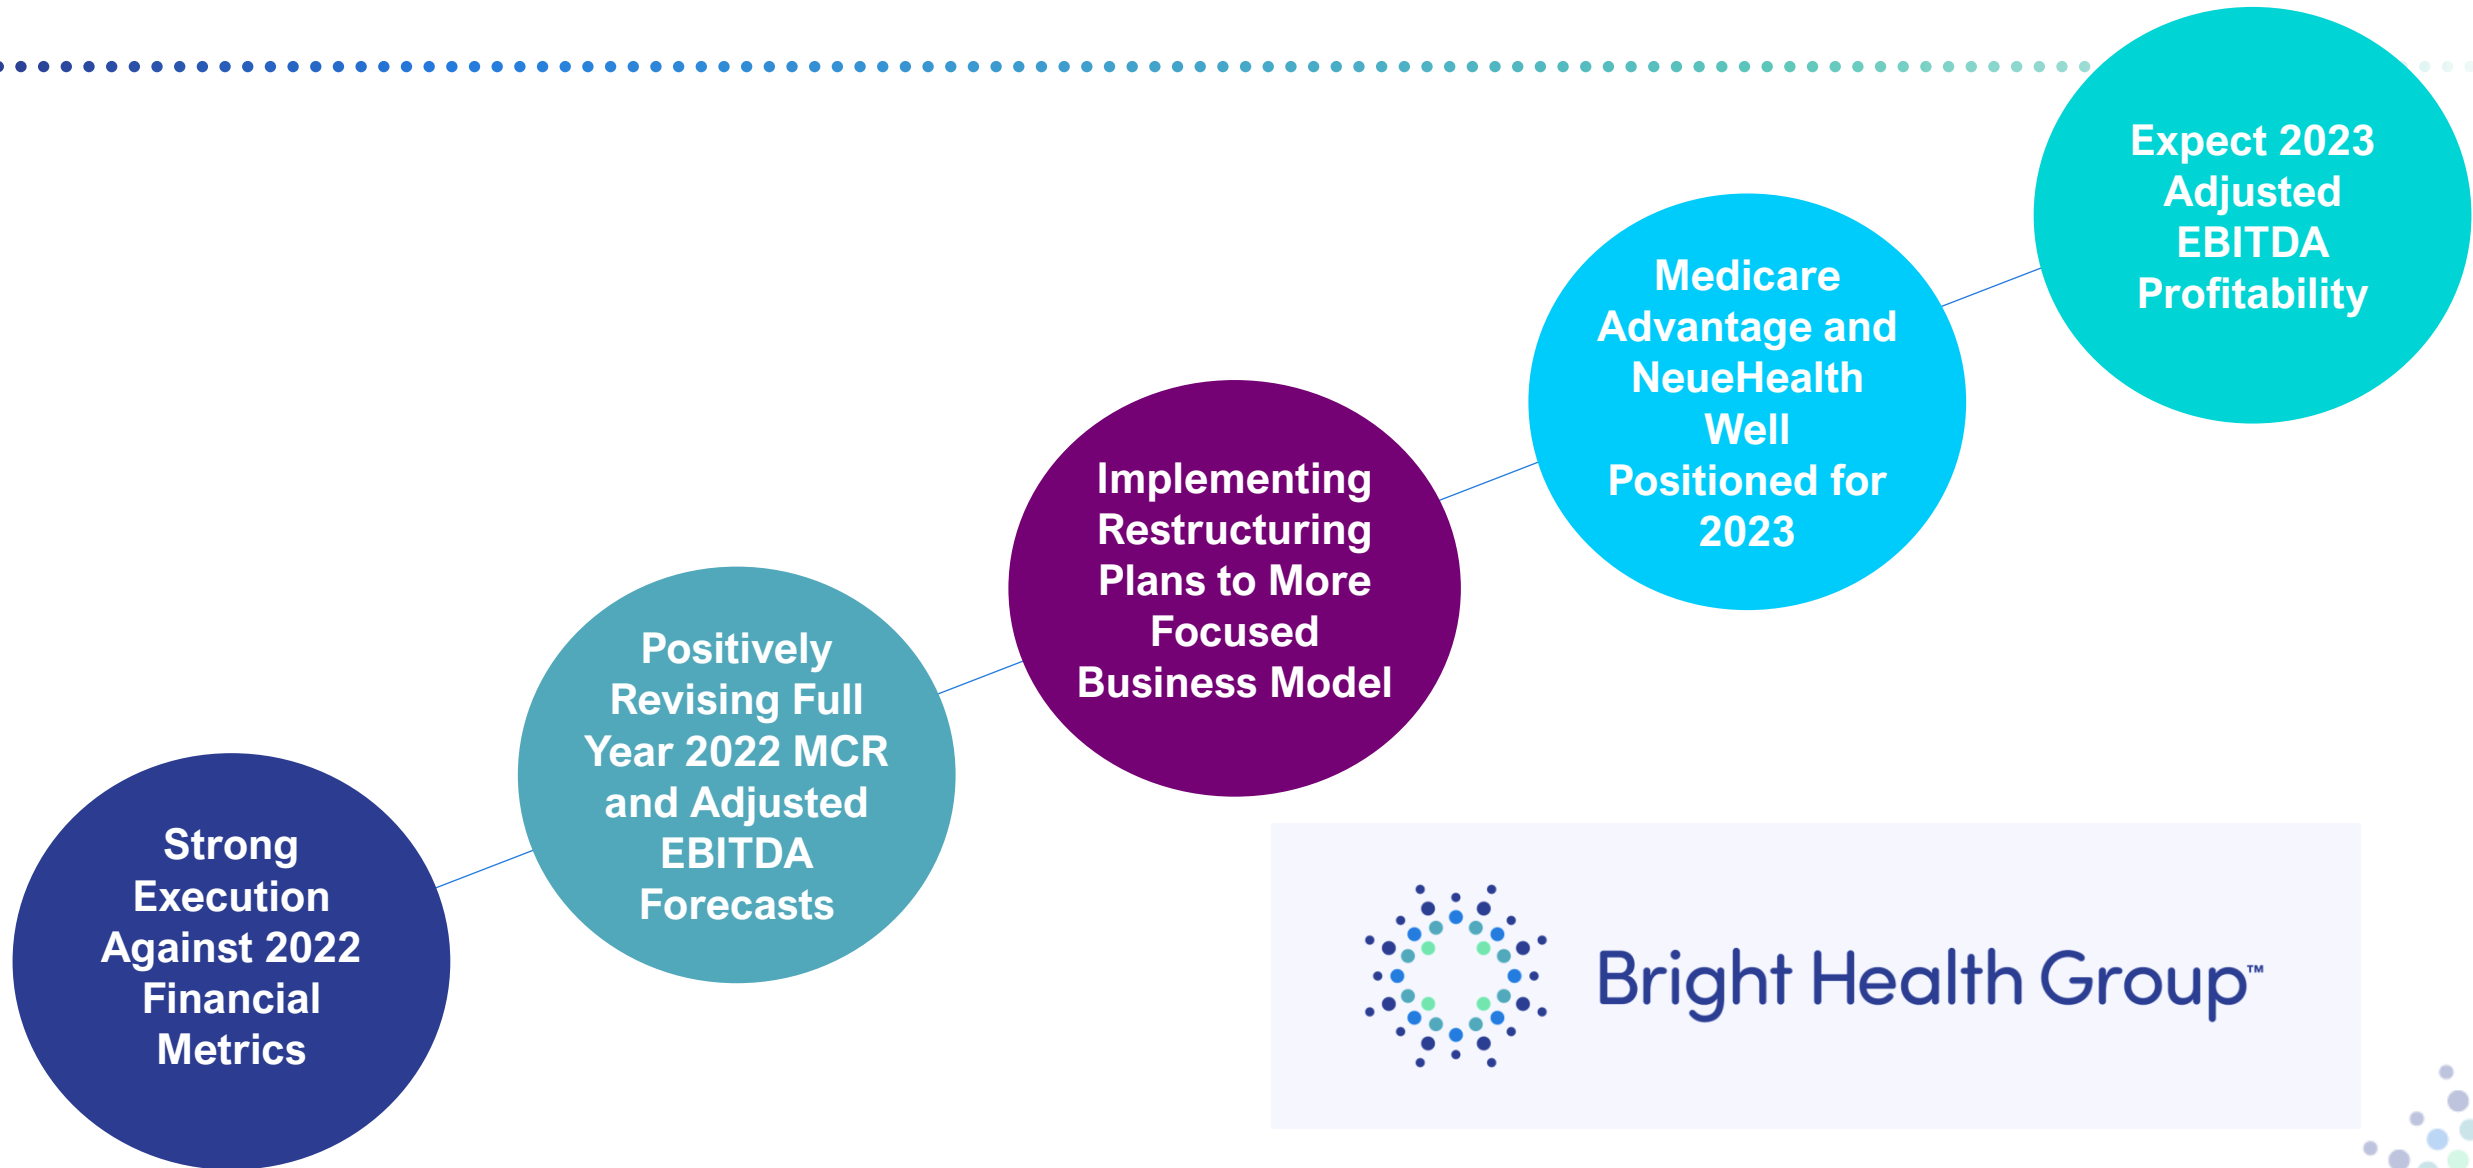 Strong
Execution
Against 2022
Financial
Metrics
Positively
Revising Full
Year 2022 MCR
and Adjusted
EBITDA
Forecasts
Implementing
Restructuring
Plans to More
Focused
Business Model
Medicare
Advantage and
NeueHealth
Well
Positioned for
2023
Expect 2023
Adjusted
EBITDA
Profitability
Bright Health Group™